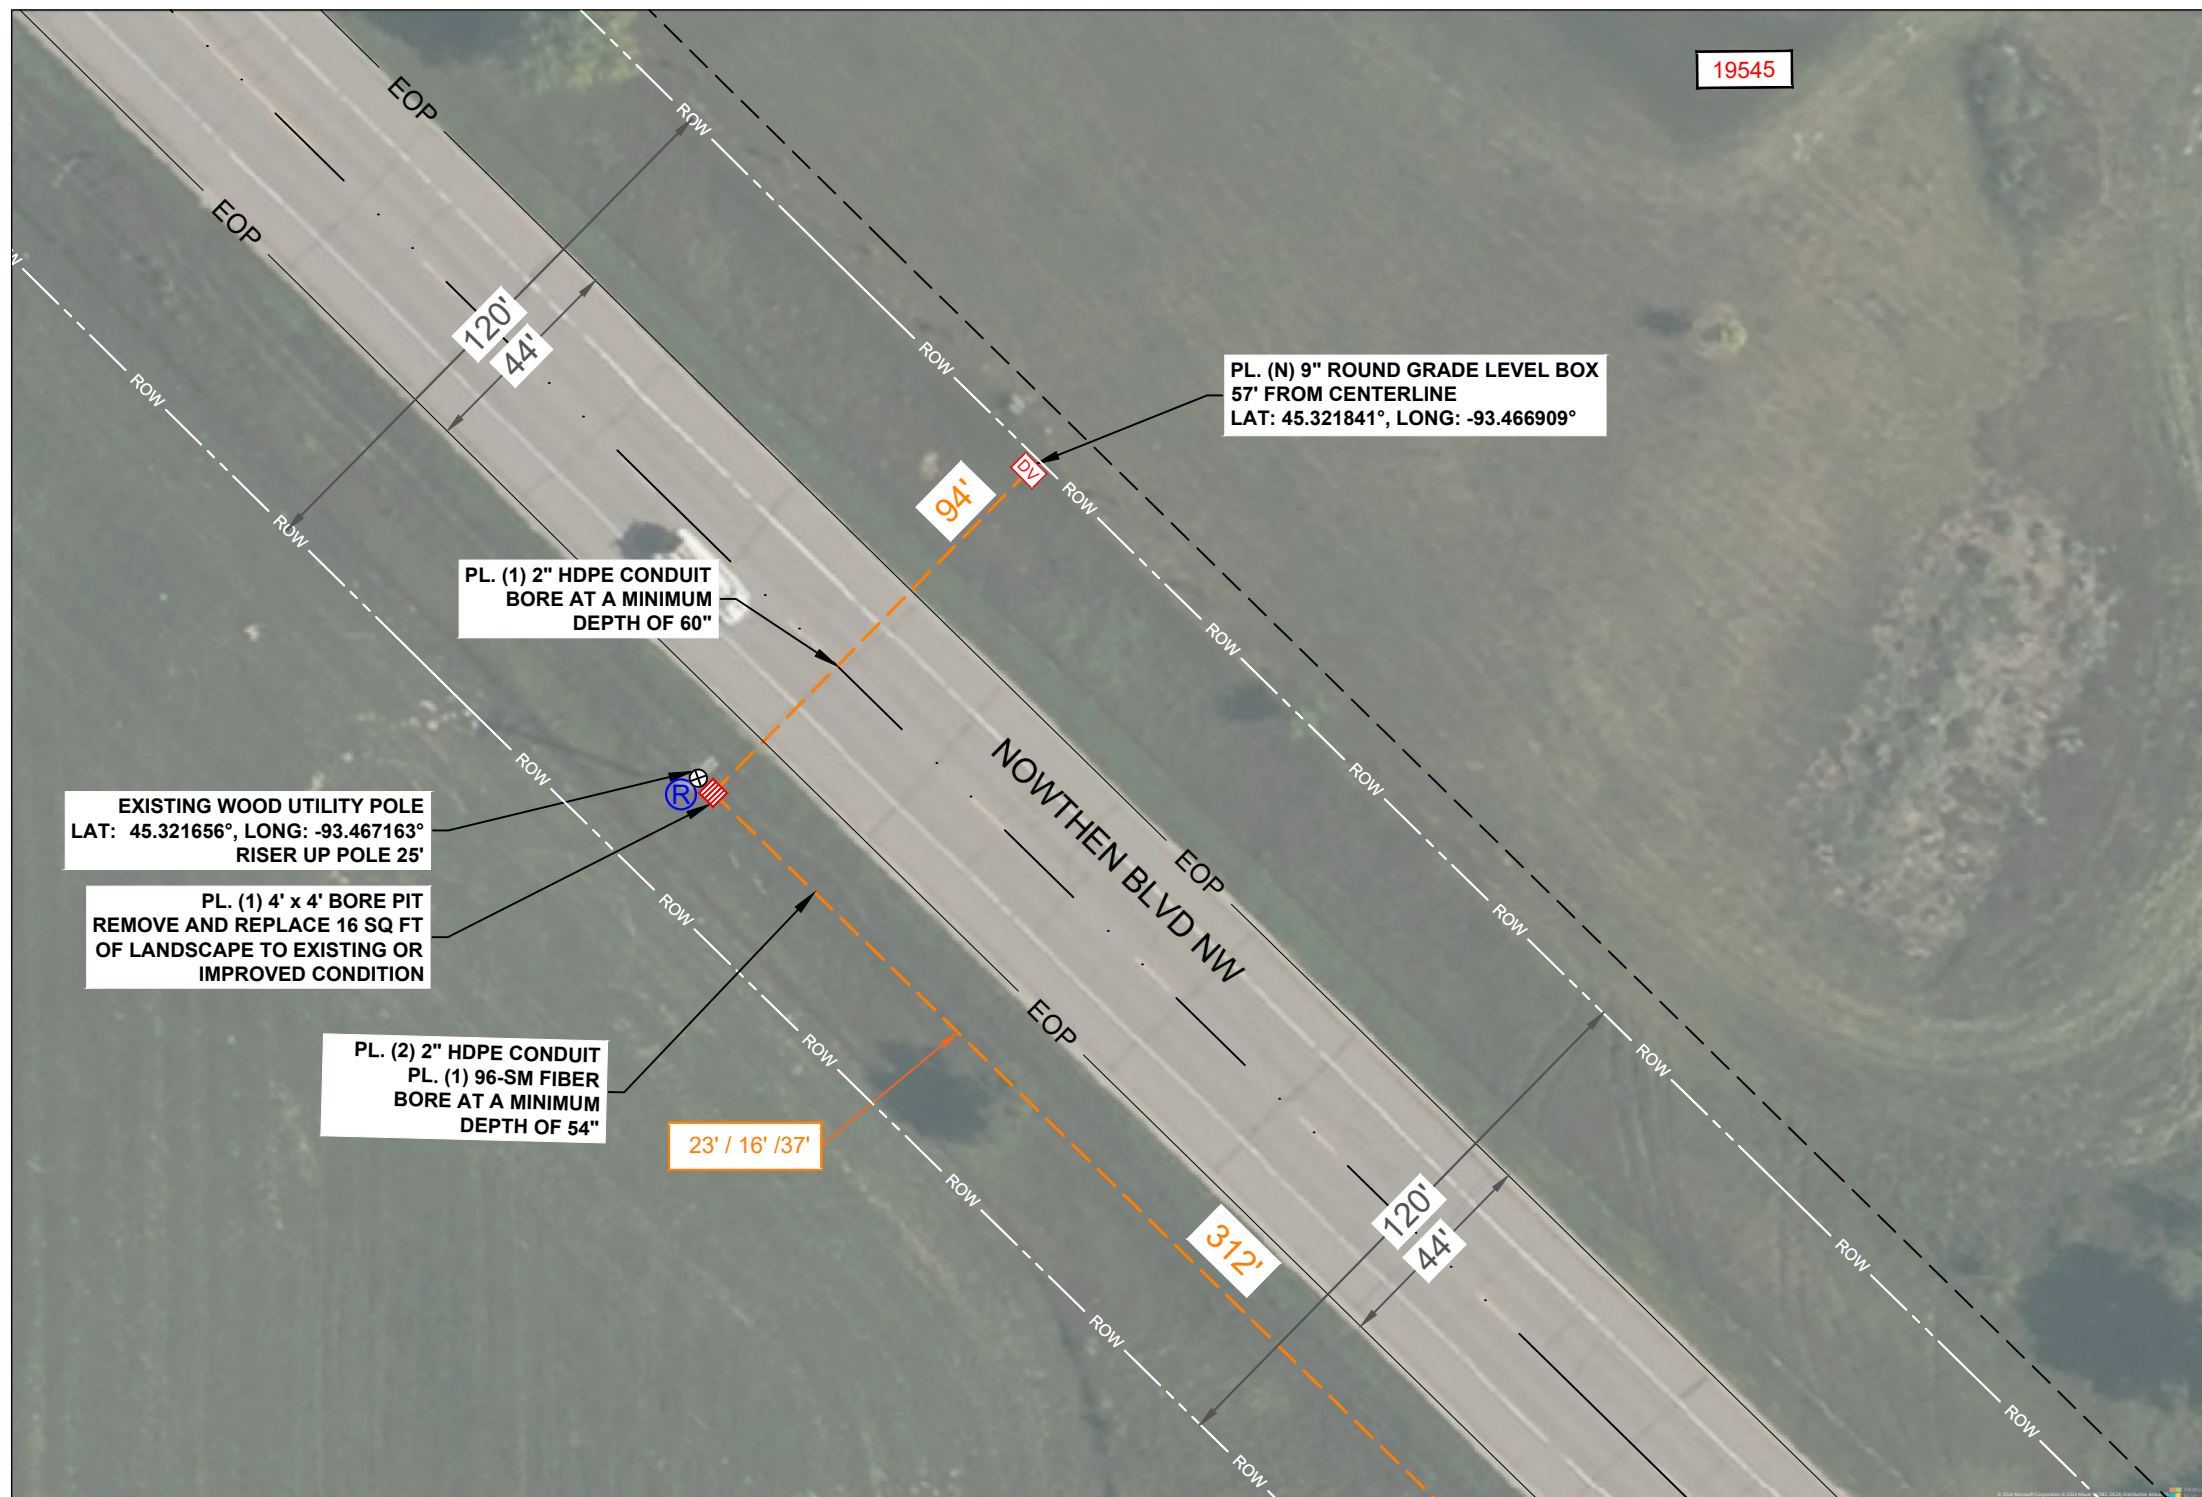 19545
EOP
ROW
EOP
W
120'
44'
ROW
ROW
PL. (N) 9" ROUND GRADE LEVEL BOX
57' FROM CENTERLINE
LAT: 45.321841°, LONG: -93.466909°
DV
94'
ROW
ROW
PL. (1) 2" HDPE CONDUIT
BORE AT A MINIMUM
DEPTH OF 60"
ROW
ROW
ROW
NOWTHEN BLVD NW
R
EXISTING WOOD UTILITY POLE
LAT: 45.321656°, LONG: -93.467163°
RISER UP POLE 25'
PL. (1) 4' x 4' BORE PIT
REMOVE AND REPLACE 16 SQ FT
OF LANDSCAPE TO EXISTING OR
IMPROVED CONDITION
EOP
ROW
ROW
EOP
PL. (2) 2" HDPE CONDUIT
PL. (1) 96-SM FIBER
BORE AT A MINIMUM
DEPTH OF 54"
ROW
ROW
23' / 16' /37'
ROW
120'
44'
312'
ROW
ROW
ROW
ROW